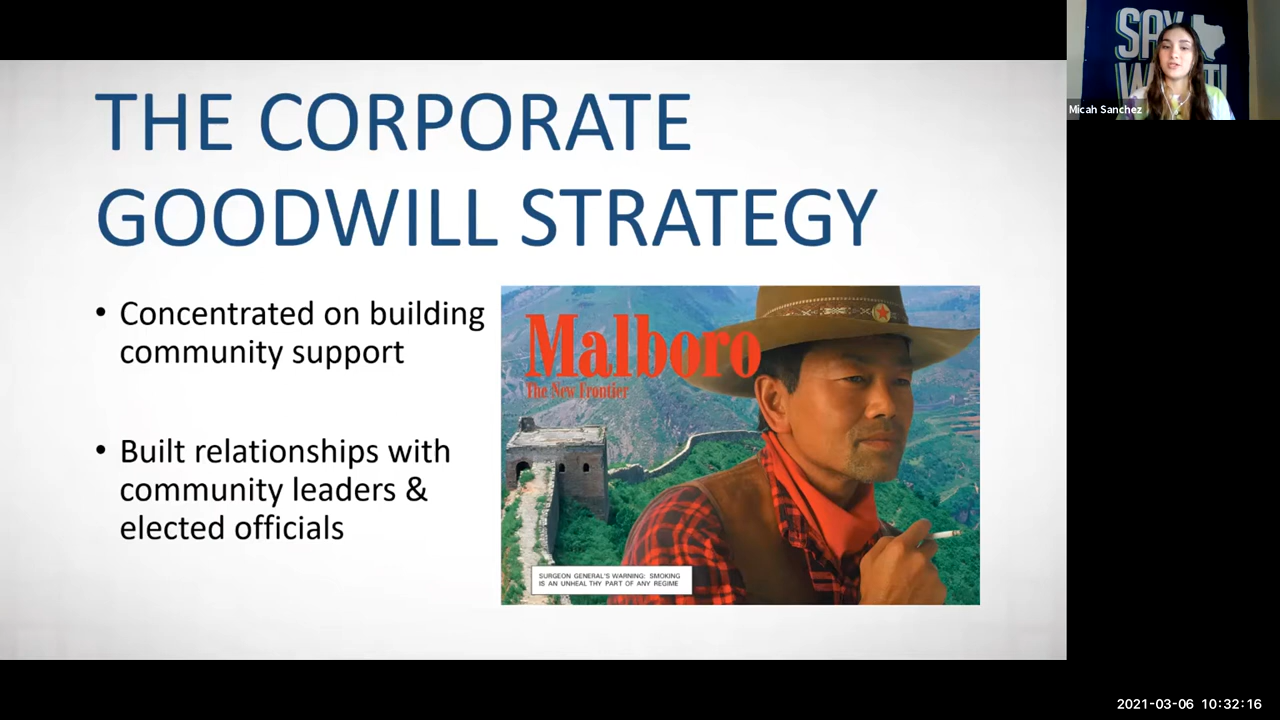 THE CORPORATE
GOODWILL STRATEGY
• Concentrated on building
community support
• Built relationships with
community leaders &
elected officials
Malboro
The New Frontier
SURGEON GENERAL'S WARNING: SMOKING
IS AN UNHEAL THY PART OF ANY REGIME
SAY
Micah Sanchez
2021-03-06 10:32:16